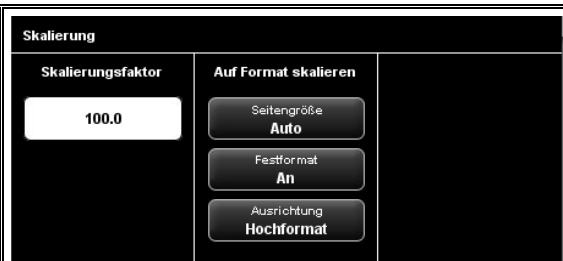 Skalierung
Skalierungsfaktor
100.0
Auf Format skalieren
Seitengröße
Auto
Festformat
An
Ausrichtung
Hochformat